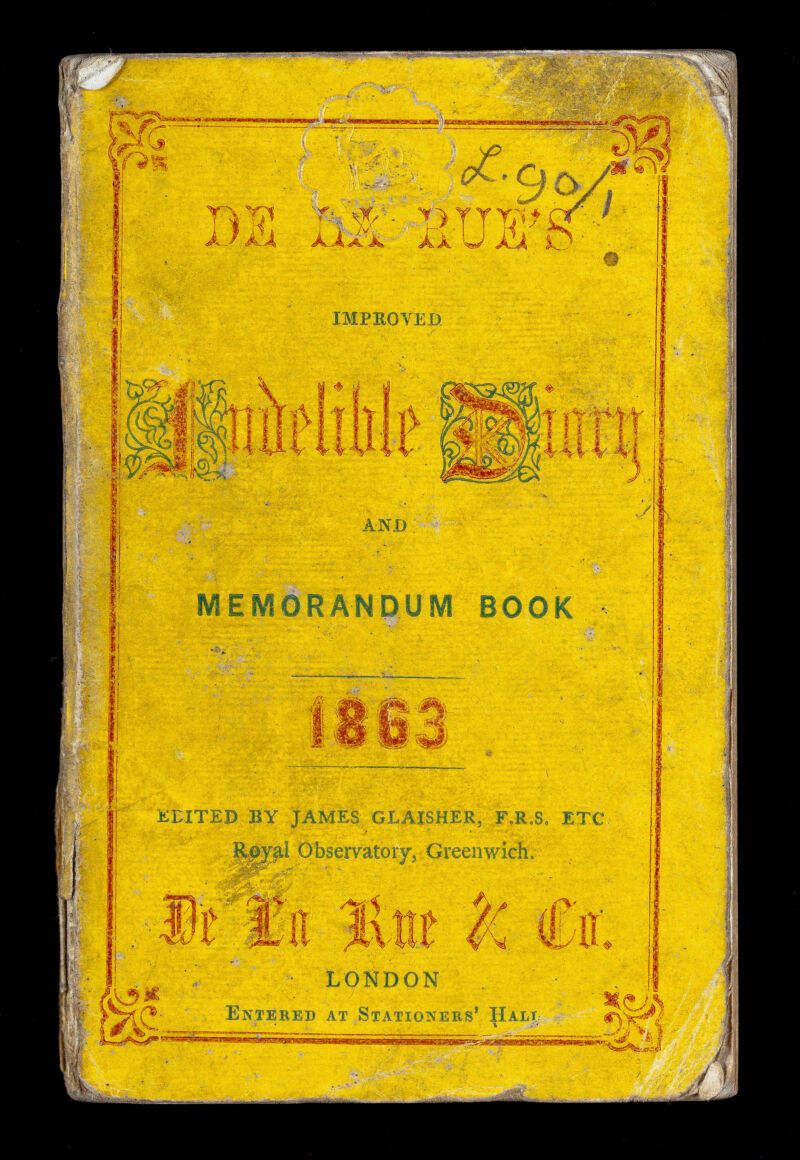 L.90/1
DE LA RUE'S
IMPROVED
Indelible Diary
AND
MEMORANDUM BOOK
1863
EDITED BY JAMES GLAISHER, F.R.S. ETC
Royal Observatory, Greenwich.
De La Rue & Co.
LONDON
ENTERED AT STATIONERS' HALL